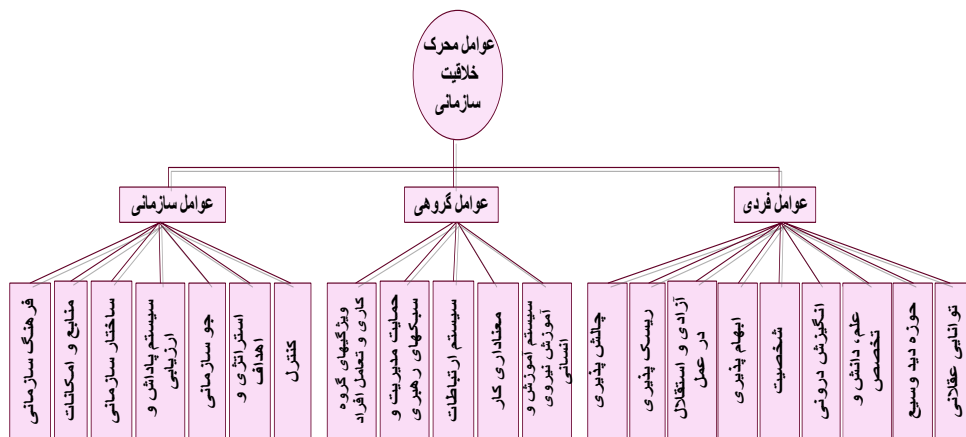 عوامل محرک
خلاقیت
سازمانی
عوامل فردی
عوامل گروهی
عوامل سازمانی
توانایی عقلانی
حوزه دید وسیع
علم، دانش و
تخصص
انگیزش درونی
شخصیت
ابهام پذیری
آزادی و استقلال
در عمل
ریسک پذیری
چالش پذیری
سیستم اموزش و
آموزش نیروی
انسانی
معناداری کار
سیستم ارتباطات
حمایت مدیریت و
سبکهای رهبری
ویژگیهای گروه
کاری و تعامل افراد
کنترل
استراتژی و
اهداف
جو سازمانی
سیستم پاداش و
ارزیابی
ساختار سازمانی
منابع و امکانات
فرهنگ سازمانی